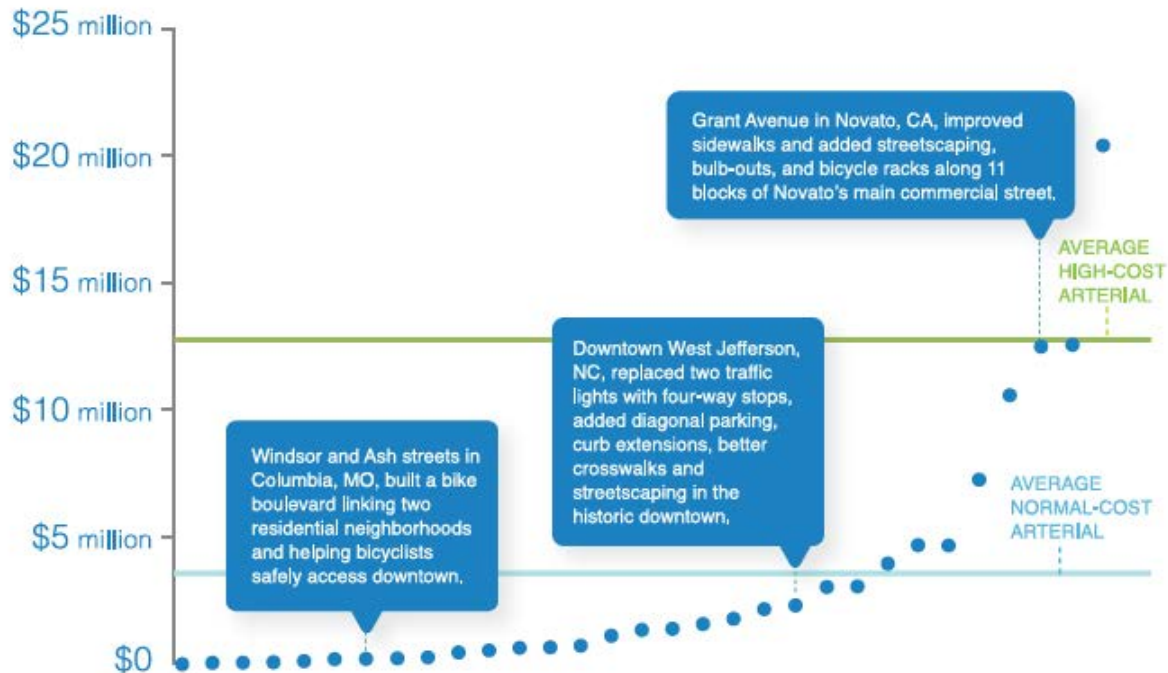 $25 million
$20 million
$15 million
$10 million
$5 million
$0
Windsor and Ash streets in
Columbia, MO, built a bike
boulevard linking two
residential neighborhoods
and helping bicyclists
safely access downtown.
Downtown West Jefferson,
NC, replaced two traffic
lights with four-way stops,
added diagonal parking,
curb extensions, better
crosswalks and
streetscaping in the
historic downtown.
Grant Avenue in Novato, CA, improved
sidewalks and added streetscaping,
bulb-outs, and bicycle racks along 11
blocks of Novato's main commercial street.
AVERAGE
HIGH-COST
ARTERIAL
AVERAGE
NORMAL-COST
ARTERIAL